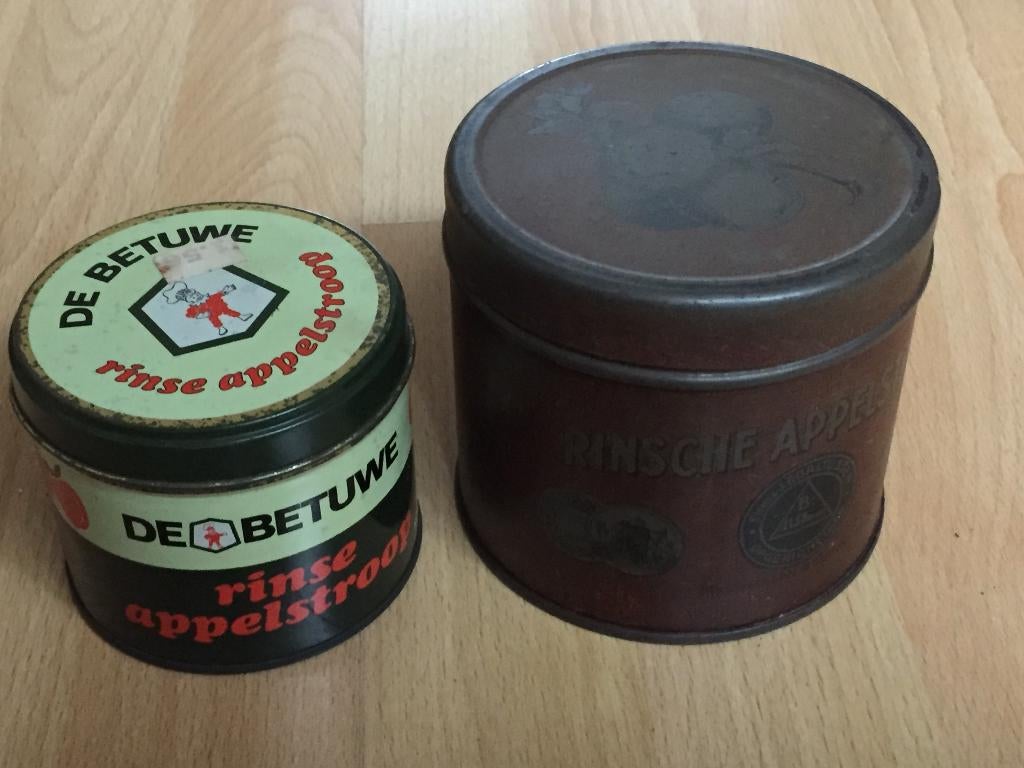 DE BETUWE
rinse appelstroop
DE BETUWE
rinse
appelstroop
RINSCHE APPELS